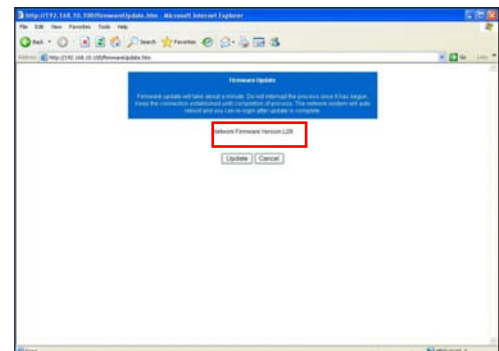 http://192.168.10.100/firmwareUpdate.htm - Microsoft Internet Explorer
File Edit View Favorites Tools Help
Back Search Favorites
Address http://192.168.10.100/firmwareUpdate.htm Go Links
Firmware Update
Firmware update will take about a minute. Do not interrupt the process once it has begun.
Keep the connection established until completion of process. The network system will auto
reboot and you can re-login after update is complete.
Network Firmware Version:1.09
Update Cancel